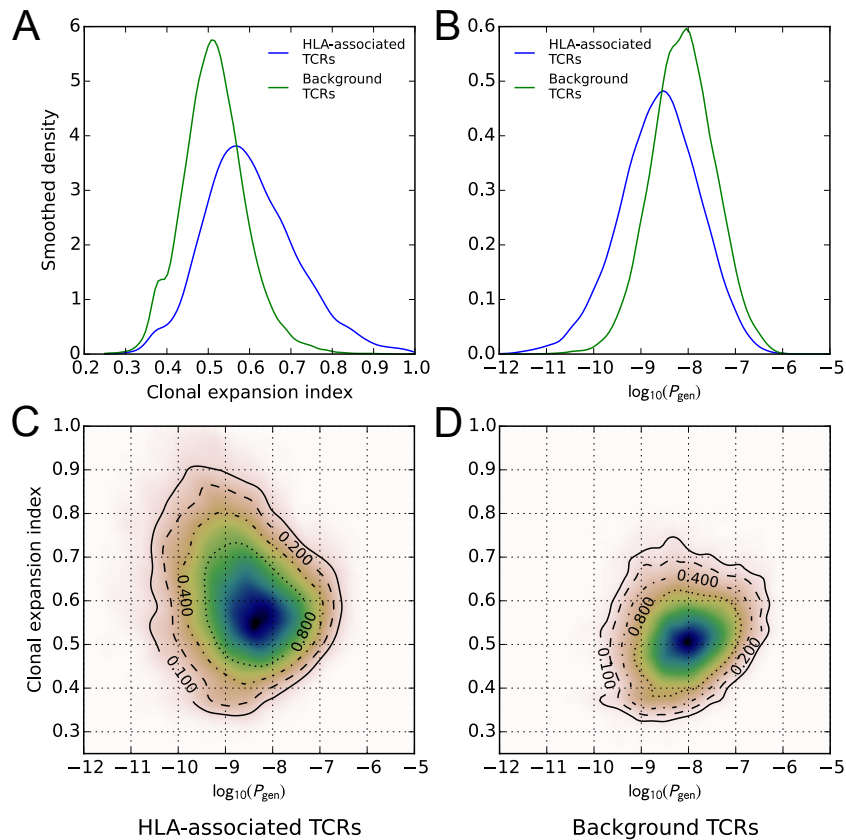 A
6
5
4
3
2
1
0
Smoothed density
HLA-associated
TCRs
Background
TCRs
0.2 0.3 0.4 0.5 0.6 0.7 0.8 0.9 1.0
Clonal expansion index
B
0.6
0.5
0.4
0.3
0.2
0.1
0.0
HLA-associated
TCRs
Background
TCRs
−12 −11 −10 −9 −8 −7 −6 −5
log₁₀(P_gen)
C
1.0
0.9
0.8
0.7
0.6
0.5
0.4
0.3
Clonal expansion index
0.200
0.400
0.800
0.100
−12 −11 −10 −9 −8 −7 −6 −5
log₁₀(P_gen)
HLA-associated TCRs
D
1.0
0.9
0.8
0.7
0.6
0.5
0.4
0.3
0.400
0.800
0.200
0.100
−12 −11 −10 −9 −8 −7 −6 −5
log₁₀(P_gen)
Background TCRs